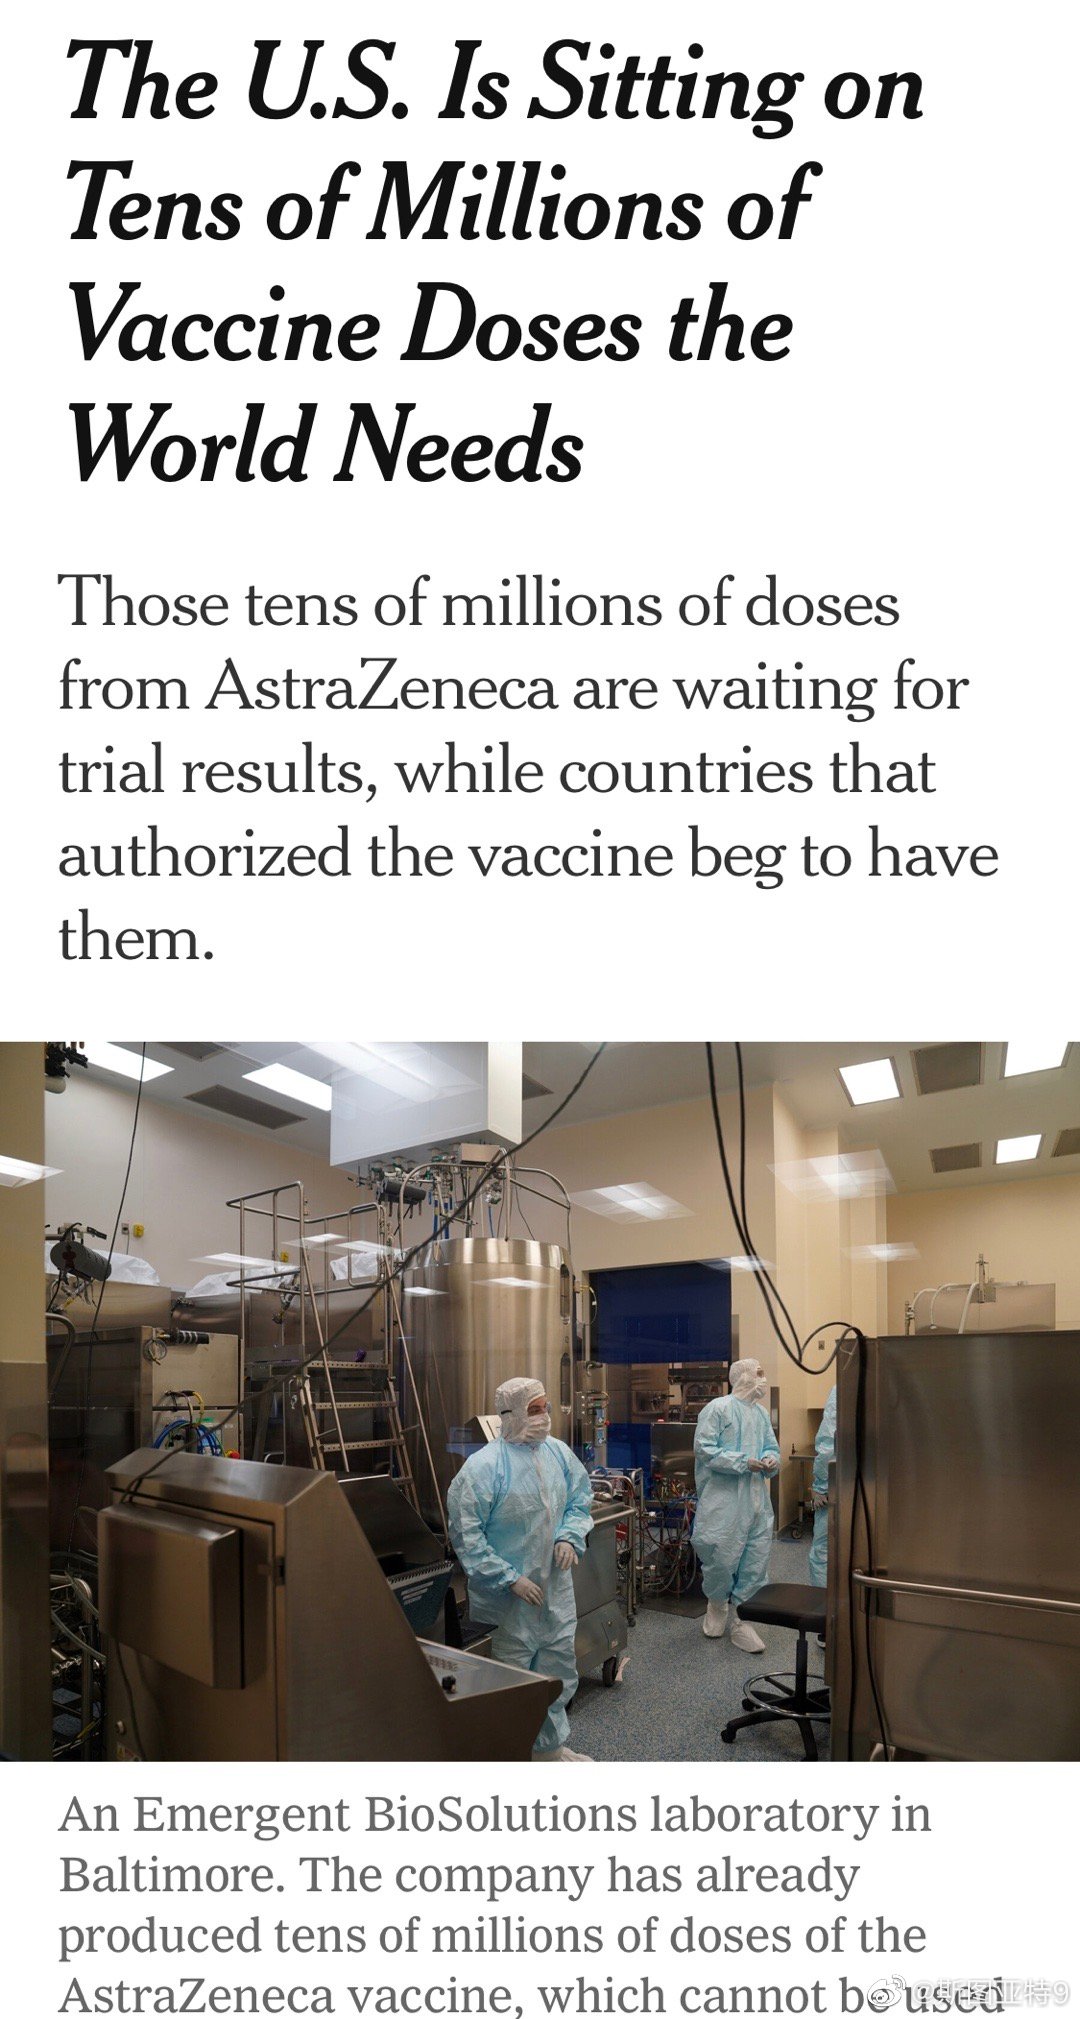 The U.S. Is Sitting on
Tens of Millions of
Vaccine Doses the
World Needs
Those tens of millions of doses
from AstraZeneca are waiting for
trial results, while countries that
authorized the vaccine beg to have
them.
An Emergent BioSolutions laboratory in
Baltimore. The company has already
produced tens of millions of doses of the
AstraZeneca vaccine, which cannot be used
@斯图亚特9